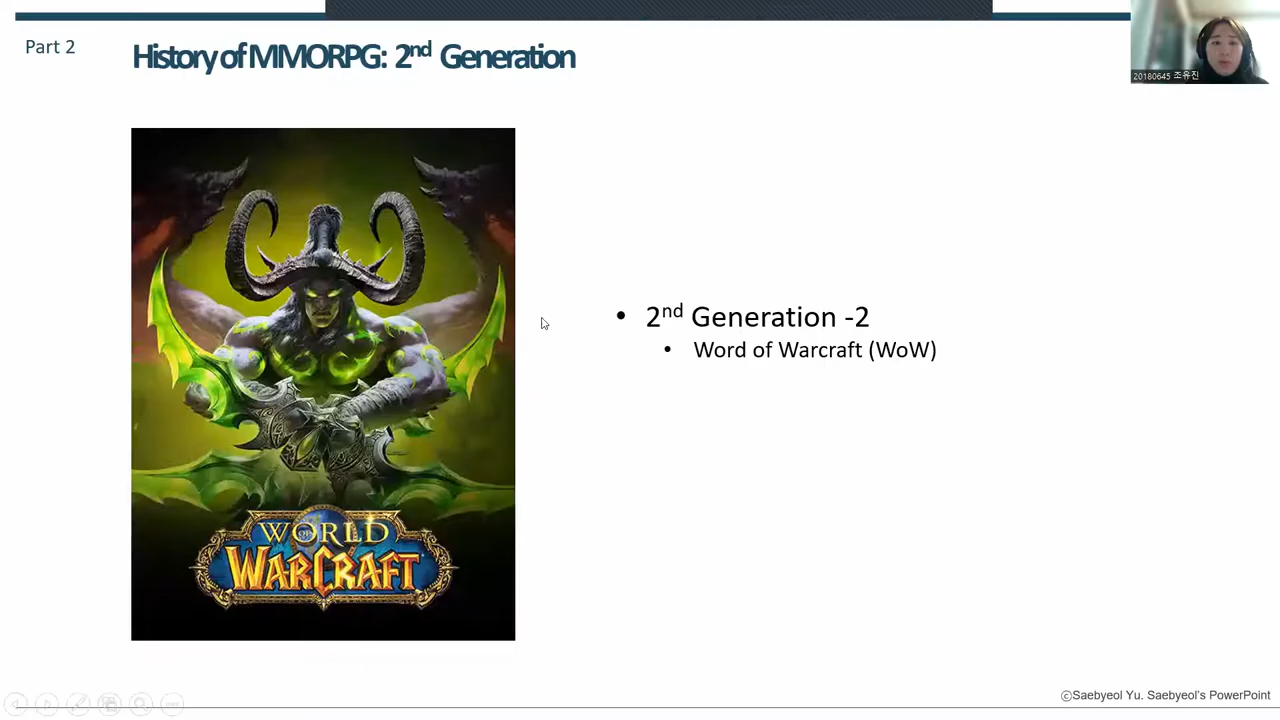 Part 2
History of MMORPG: 2nd Generation
20180645 조유진
2nd Generation -2
Word of Warcraft (WoW)
WORLD
OF
WARCRAFT
©Saebyeol Yu. Saebyeol's PowerPoint